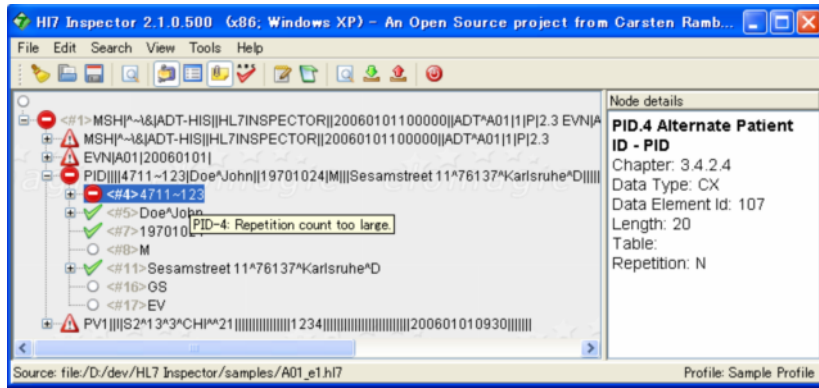 Hl7 Inspector 2.1.0.500 (x86; Windows XP) - An Open Source project from Carsten Ramb...
File Edit Search View Tools Help
<#1>MSH|^~\&|ADT-HIS||HL7INSPECTOR||20060101100000||ADT^A01|1|P|2.3 EVN|A
MSH|^~\&|ADT-HIS||HL7INSPECTOR||20060101100000||ADT^A01|1|P|2.3
EVN|A01|20060101|
PID||||4711~123|Doe^John||19701024|M|||Sesamstreet 11^76137^Karlsruhe^D|||||
<#4>4711~123
<#5>Doe^John
PID-4: Repetition count too large.
<#7>19701024
<#8>M
<#11>Sesamstreet 11^76137^Karlsruhe^D
<#16>GS
<#17>EV
PV1||||S2^13^3^CHI^^21||||||||||||||||1234||||||||||||||||||||||||||200601010930|||||||
Node details
PID.4 Alternate Patient
ID - PID
Chapter: 3.4.2.4
Data Type: CX
Data Element Id: 107
Length: 20
Table:
Repetition: N
Source: file:/D:/dev/HL7 Inspector/samples/A01_e1.hl7
Profile: Sample Profile